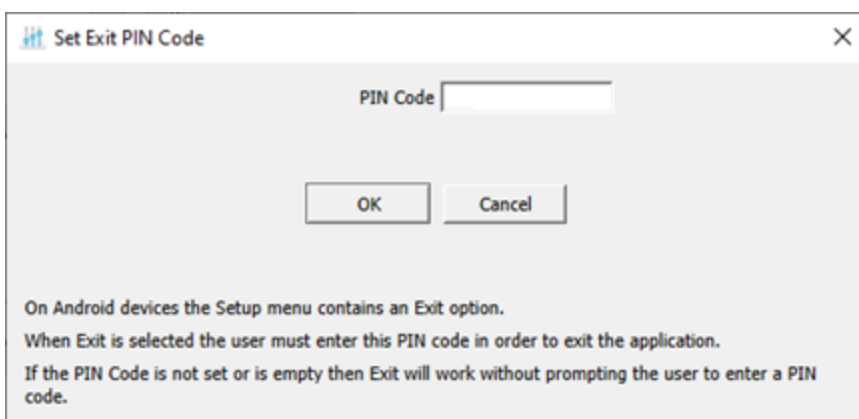 Set Exit PIN Code
PIN Code
OK Cancel
On Android devices the Setup menu contains an Exit option.
When Exit is selected the user must enter this PIN code in order to exit the application.
If the PIN Code is not set or is empty then Exit will work without prompting the user to enter a PIN
code.